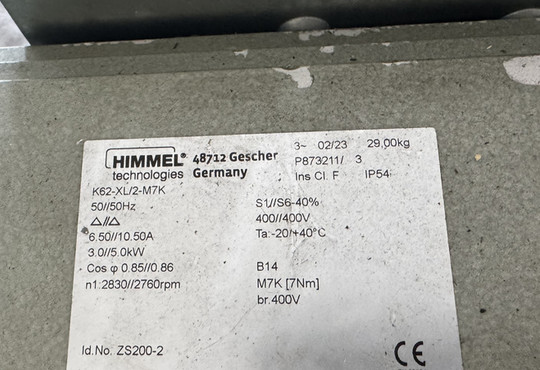 HIMMEL® 48712 Gescher 3~ 02/23 29,00kg
technologies Germany P873211/ 3
Ins Cl. F IP54
K62-XL/2-M7K
50//50Hz S1//S6-40%
△//△ 400//400V
6.50//10.50A Ta:-20/+40°C
3.0//5.0kW
Cos φ 0.85//0.86 B14
n1:2830//2760rpm M7K [7Nm]
br.400V
Id.No. ZS200-2 CE